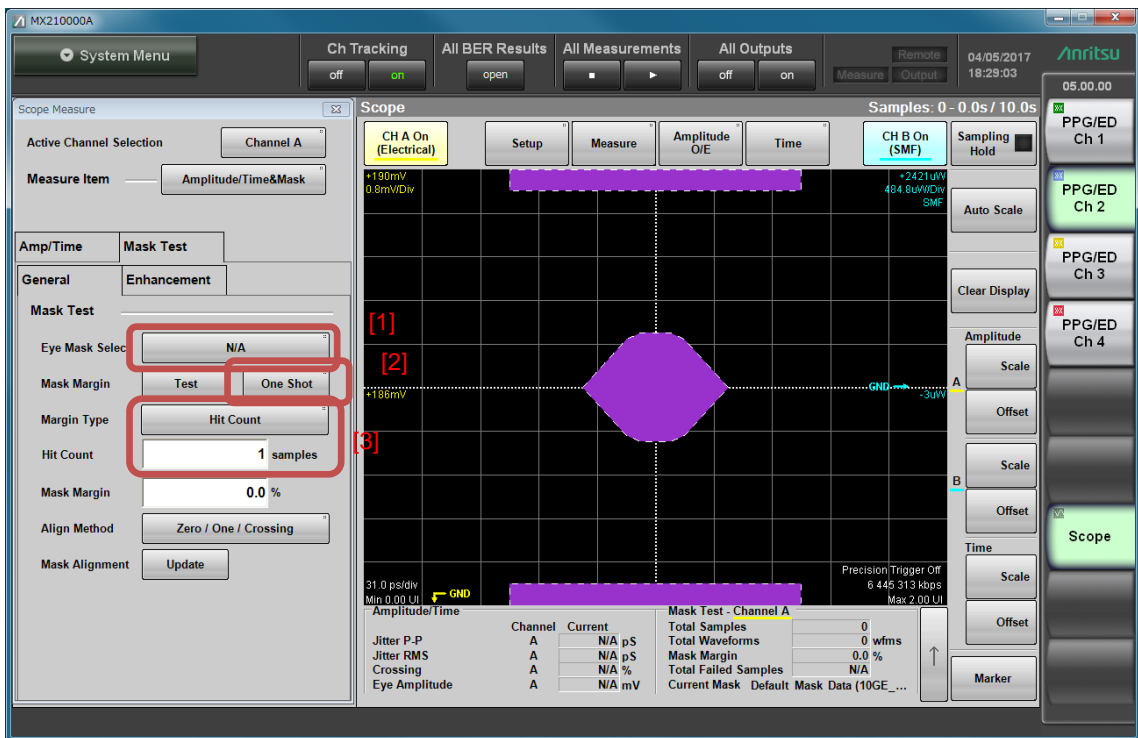 MX210000A
System Menu
Ch Tracking
off
on
All BER Results
open
All Measurements
All Outputs
off
on
Remote
Measure
Output
04/05/2017
18:29:03
Anritsu
05.00.00
Scope Measure
Active Channel Selection
Channel A
Measure Item
Amplitude/Time&Mask
Amp/Time
Mask Test
General
Enhancement
Mask Test
Eye Mask Selec
N/A
Mask Margin
Test
One Shot
Margin Type
Hit Count
Hit Count
1 samples
Mask Margin
0.0 %
Align Method
Zero / One / Crossing
Mask Alignment
Update
[1]
[2]
[3]
Scope
Samples: 0 - 0.0s / 10.0s
CH A On
(Electrical)
Setup
Measure
Amplitude
O/E
Time
CH B On
(SMF)
Sampling
Hold
+190mV
0.8mV/Div
+2421uW
484.8uW/Div
SMF
+186mV
GND
-3uW
31.0 ps/div
Min 0.00 UI
GND
Precision Trigger Off
6 445 313 kbps
Max 2.00 UI
Auto Scale
Clear Display
Amplitude
A
Scale
Offset
B
Scale
Offset
Time
Scale
Offset
Marker
Amplitude/Time
Channel Current
Jitter P-P A N/A pS
Jitter RMS A N/A pS
Crossing A N/A %
Eye Amplitude A N/A mV
Mask Test - Channel A
Total Samples 0
Total Waveforms 0 wfms
Mask Margin 0.0 %
Total Failed Samples N/A
Current Mask Default Mask Data (10GE_...
PPG/ED
Ch 1
PPG/ED
Ch 2
PPG/ED
Ch 3
PPG/ED
Ch 4
Scope